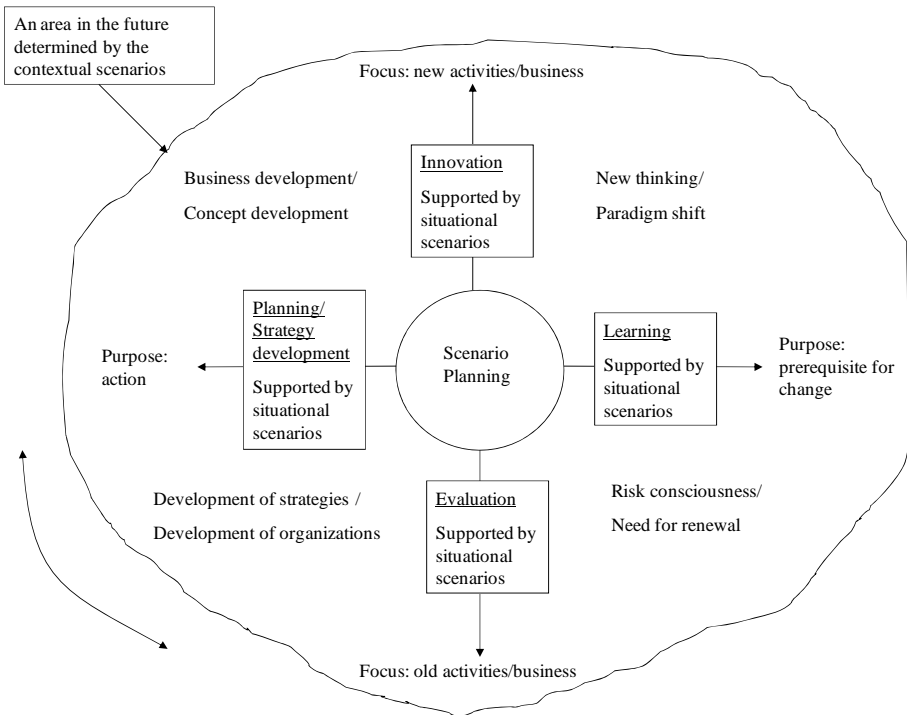 An area in the future
determined by the
contextual scenarios
Focus: new activities/business
Innovation
Supported by
situational
scenarios
Business development/
Concept development
New thinking/
Paradigm shift
Planning/
Strategy
development
Supported by
situational
scenarios
Scenario
Planning
Learning
Supported by
situational
scenarios
Purpose:
action
Purpose:
prerequisite for
change
Development of strategies /
Development of organizations
Evaluation
Supported by
situational
scenarios
Risk consciousness/
Need for renewal
Focus: old activities/business